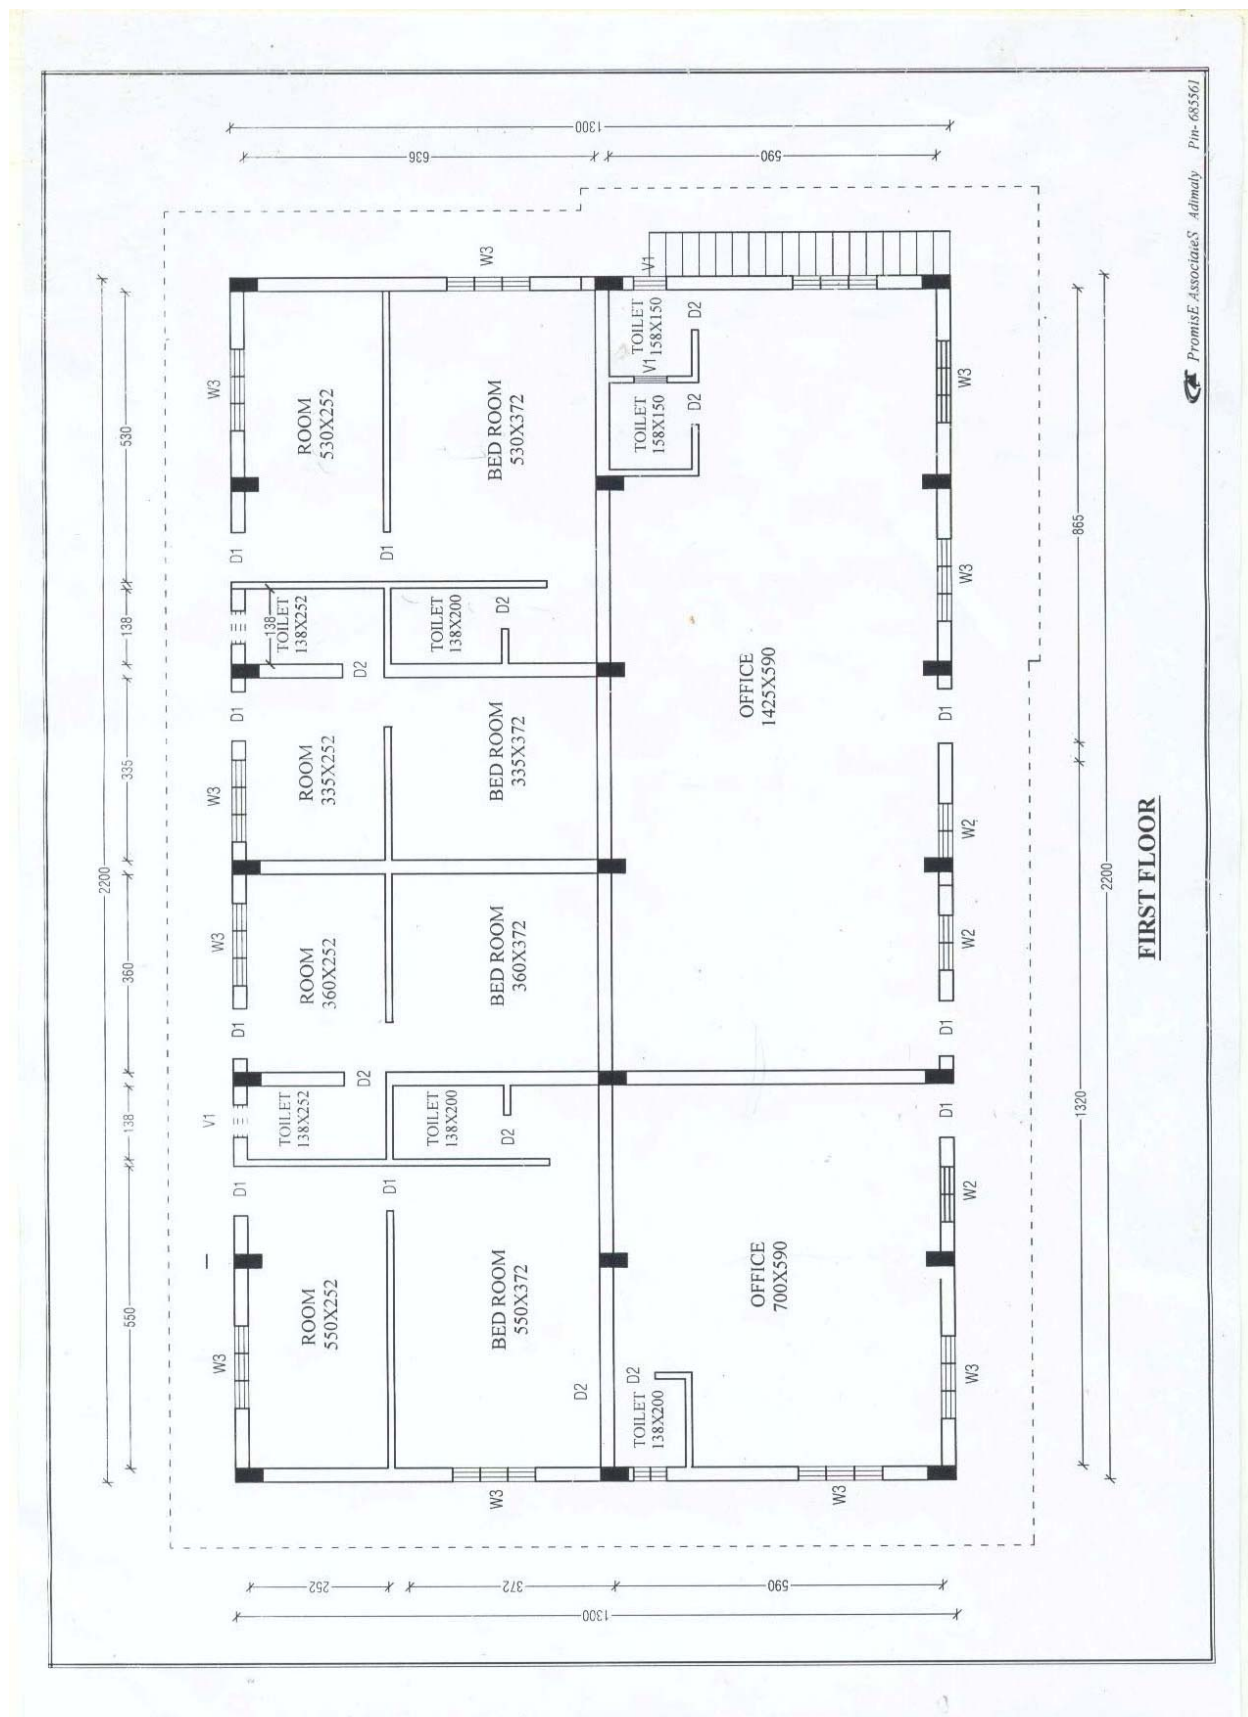 2200
550
138
360
335
138
530
W3
V1
W3
W3
W3
D1
D1
D1
D1
ROOM
550X252
TOILET
138X252
ROOM
360X252
ROOM
335X252
138
TOILET
138X252
ROOM
530X252
D2
D2
D1
D1
TOILET
138X200
TOILET
138X200
BED ROOM
550X372
BED ROOM
360X372
BED ROOM
335X372
BED ROOM
530X372
D2
D2
W3
W3
1300
252
372
590
1300
636
590
D2
D2
TOILET
138X200
TOILET
158X150
TOILET
158X150
V1
V1
D2
D2
OFFICE
700X590
OFFICE
1425X590
W3
D1
D1
D1
W3
W2
W2
W2
W3
W3
1320
865
2200
FIRST FLOOR
PromisE AssociateS Adimaly Pin- 685561